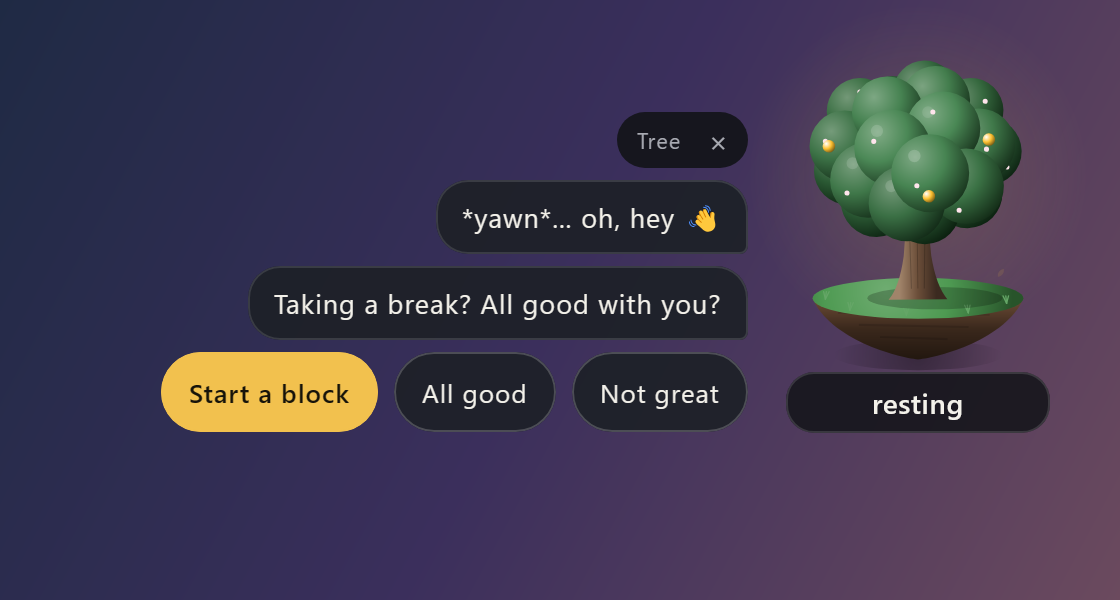 Tree ×
*yawn*... oh, hey 👋
Taking a break? All good with you?
Start a block All good Not great
resting